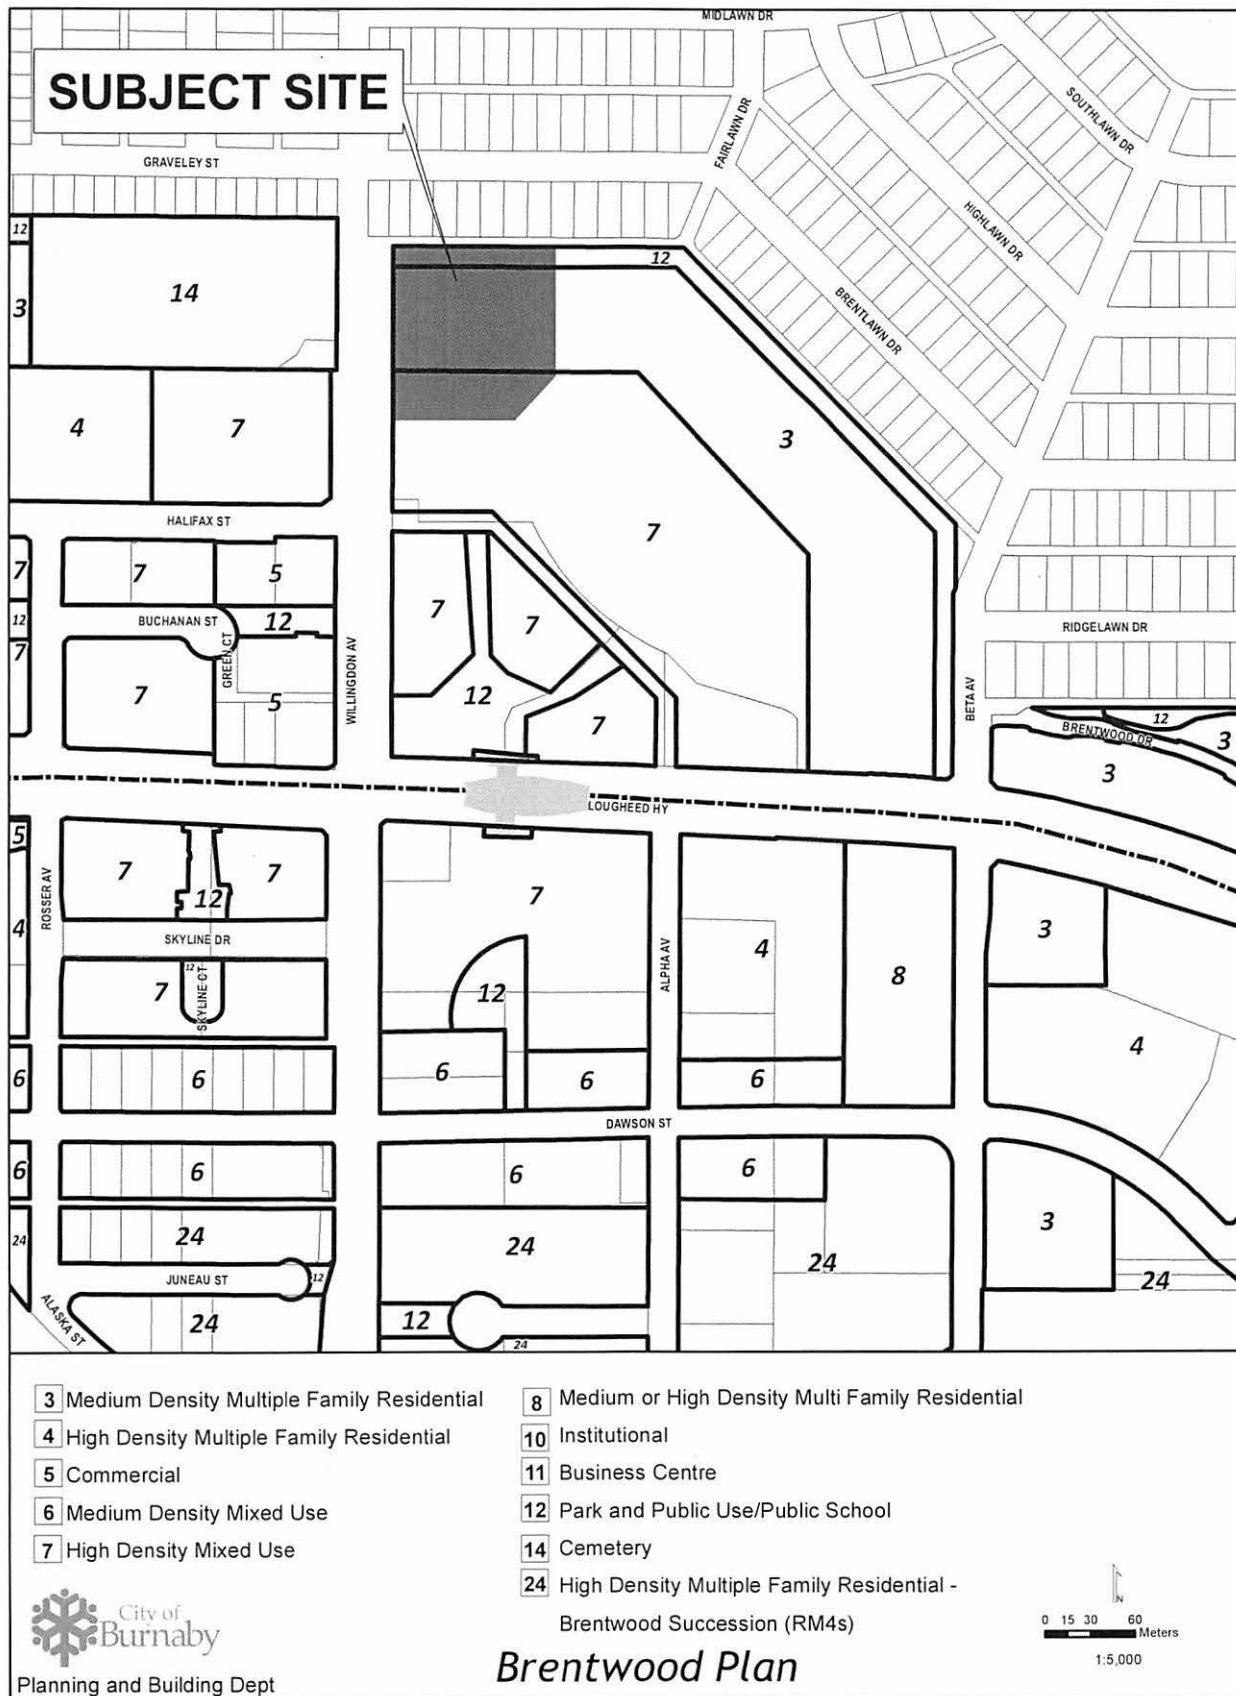 MIDLAWN DR
SUBJECT SITE
SOUTHLAWN DR
FAIRLAWN DR
GRAVELEY ST
HIGHLAWN DR
12
12
14
3
BRENTLAWN DR
4
7
3
HALIFAX ST
7
7
7
5
7
7
12
BUCHANAN ST
12
RIDGELAWN DR
7
GREEN CT
WILLINGDON AV
7
5
12
7
BETA AV
12
BRENTWOOD DR
3
3
LOUGHEED HY
5
7
7
12
7
ROSSER AV
4
SKYLINE DR
ALPHA AV
4
8
3
12
7
SKYLINE CT
12
4
6
6
6
6
6
DAWSON ST
6
6
6
6
24
24
24
3
24
24
JUNEAU ST
12
ALASKA ST
24
12
24
3 Medium Density Multiple Family Residential
4 High Density Multiple Family Residential
5 Commercial
6 Medium Density Mixed Use
7 High Density Mixed Use
8 Medium or High Density Multi Family Residential
10 Institutional
11 Business Centre
12 Park and Public Use/Public School
14 Cemetery
24 High Density Multiple Family Residential -
Brentwood Succession (RM4s)
City of
Burnaby
Planning and Building Dept
Brentwood Plan
N
0 15 30 60
Meters
1:5,000